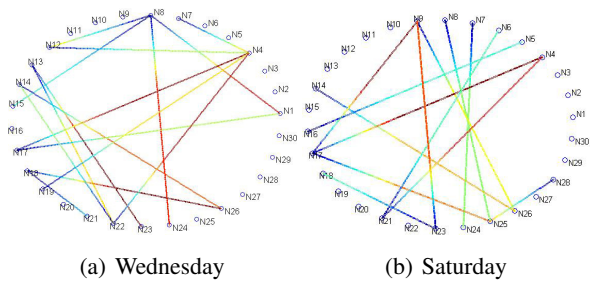 N8
N9
N7
N10
N6
N11
N5
N12
N4
N13
N3
N14
N2
N15
N1
N16
N30
N17
N29
N18
N28
N19
N27
N20
N26
N21
N25
N22
N23
N24
(a) Wednesday
N9
N8
N7
N10
N6
N11
N5
N12
N4
N13
N3
N14
N2
N15
N1
N16
N30
N17
N29
N18
N28
N19
N27
N20
N26
N21
N25
N22
N23
N24
(b) Saturday